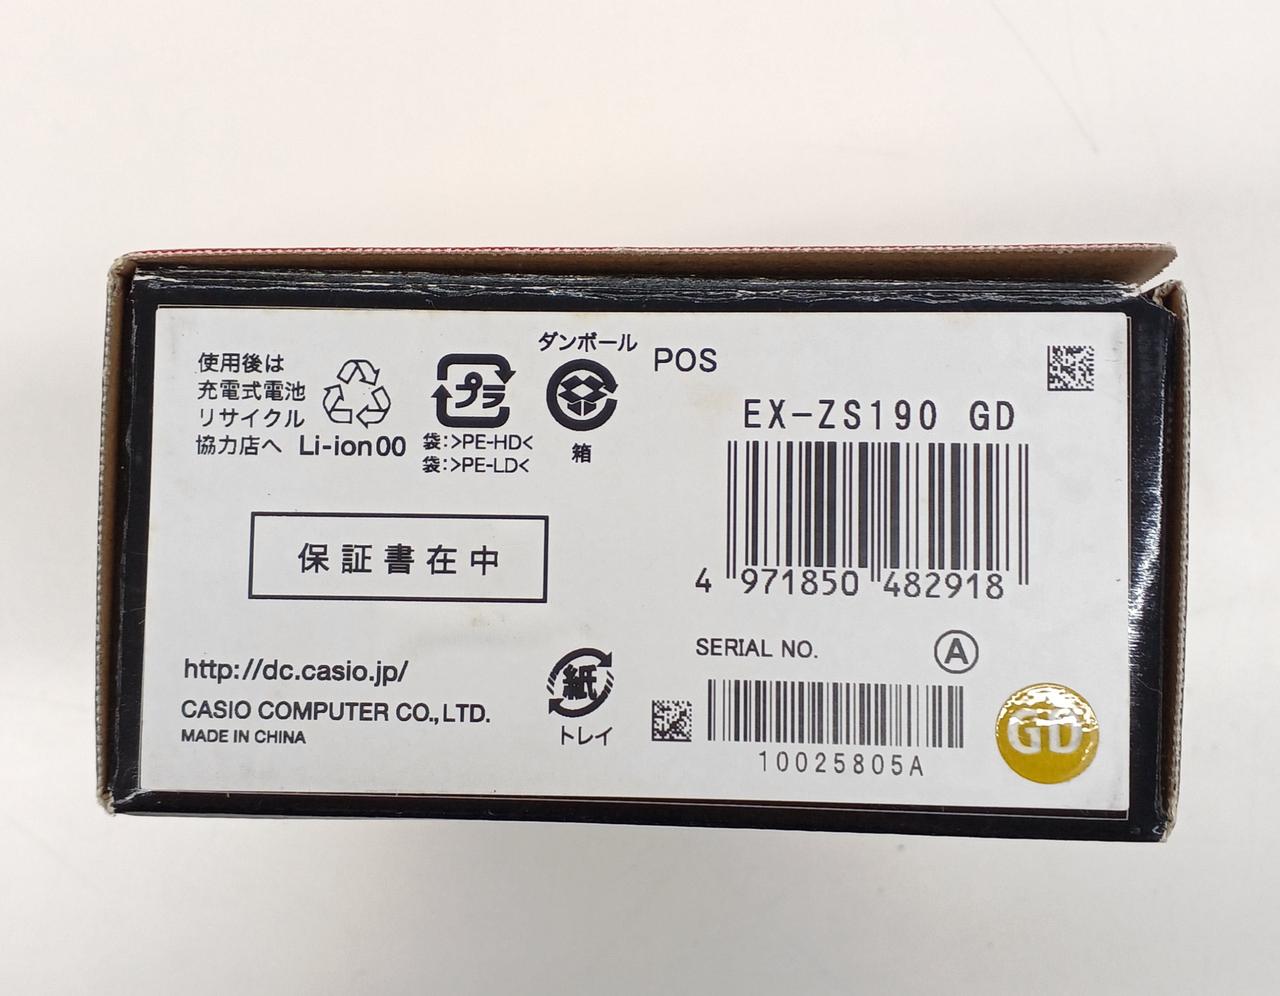 使用後は
充電式電池
リサイクル
協力店へ Li-ion00
プラ
袋:>PE-HD<
袋:>PE-LD<
ダンボール
箱
POS
EX-ZS190 GD
4 971850 482918
保証書在中
SERIAL NO. A
10025805A
GD
http://dc.casio.jp/
CASIO COMPUTER CO.,LTD.
MADE IN CHINA
紙
トレイ